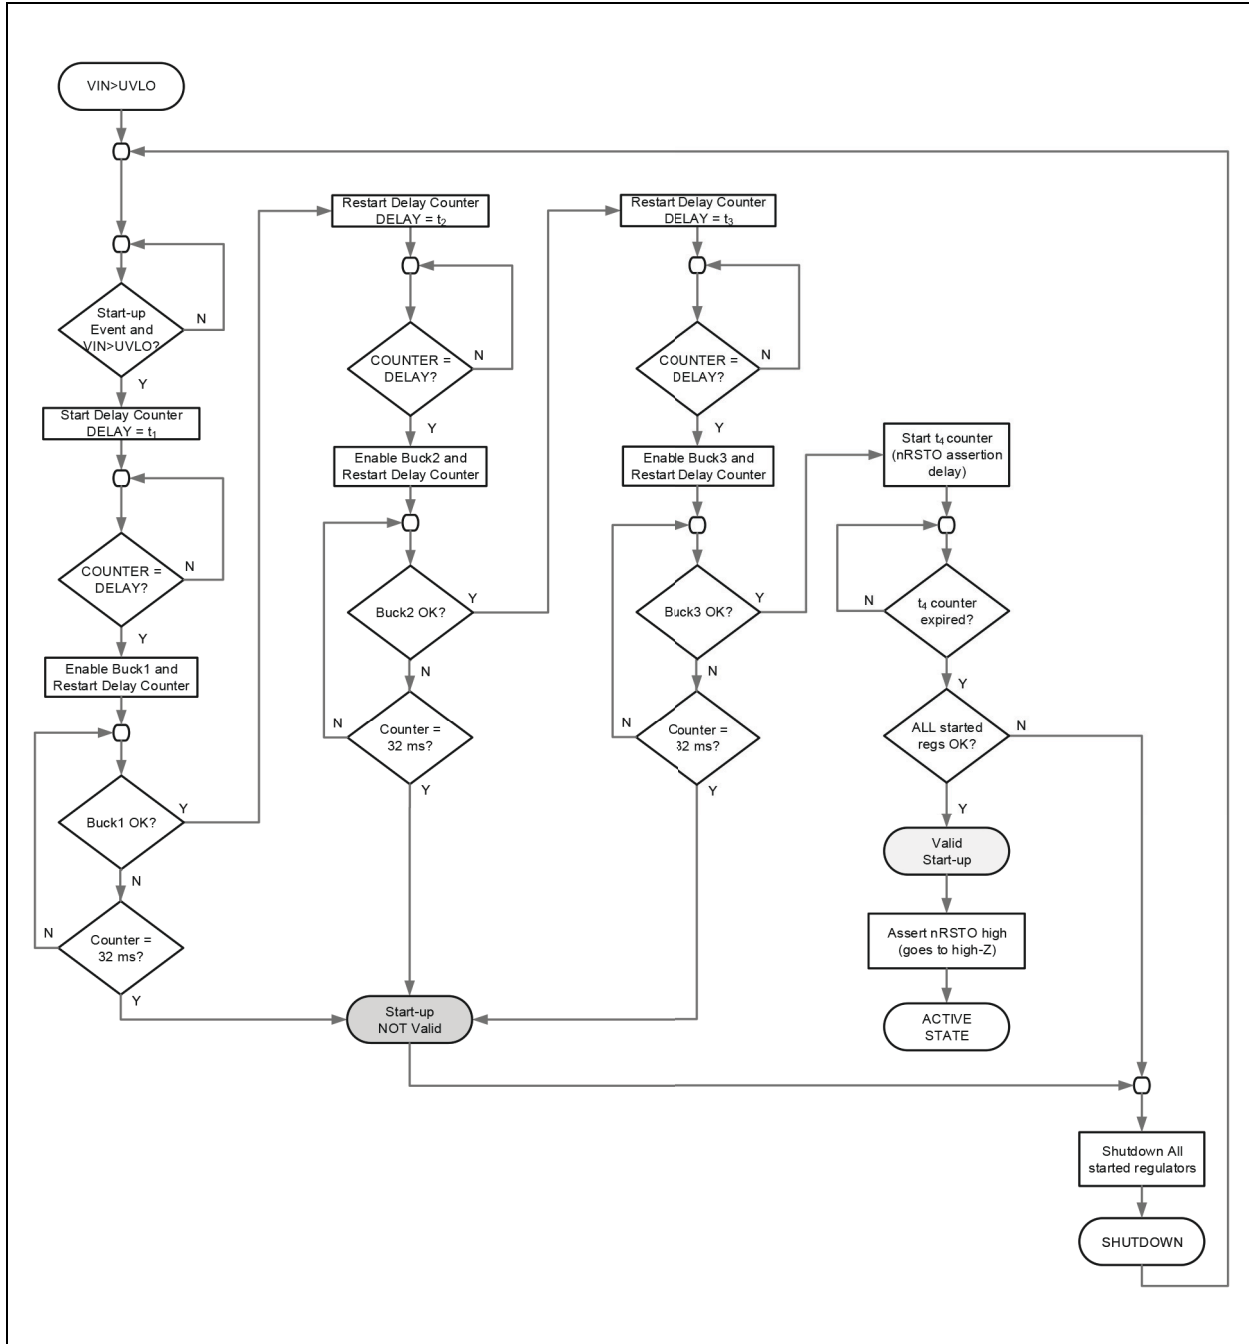 VIN>UVLO
Start-up
Event and
VIN>UVLO?
N
Y
Start Delay Counter
DELAY = t₁
COUNTER =
DELAY?
N
Y
Enable Buck1 and
Restart Delay Counter
Buck1 OK?
Y
N
Counter =
32 ms?
N
Y
Restart Delay Counter
DELAY = t₂
COUNTER =
DELAY?
N
Y
Enable Buck2 and
Restart Delay Counter
Buck2 OK?
Y
N
Counter =
32 ms?
N
Y
Start-up
NOT Valid
Restart Delay Counter
DELAY = t₃
COUNTER =
DELAY?
N
Y
Enable Buck3 and
Restart Delay Counter
Buck3 OK?
Y
N
Counter =
32 ms?
N
Y
Start t₄ counter
(nRSTO assertion
delay)
t₄ counter
expired?
N
Y
ALL started
regs OK?
N
Y
Valid
Start-up
Assert nRSTO high
(goes to high-Z)
ACTIVE
STATE
Shutdown All
started regulators
SHUTDOWN